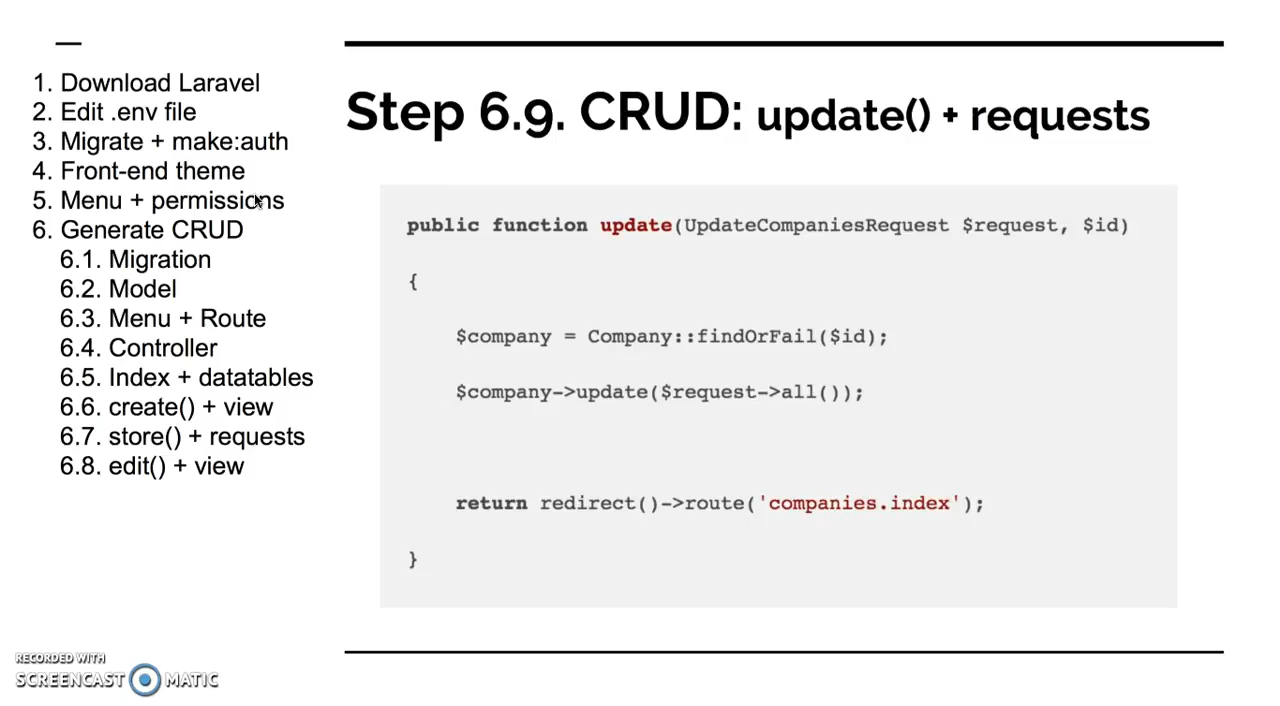 1. Download Laravel
2. Edit .env file
3. Migrate + make:auth
4. Front-end theme
5. Menu + permissions
6. Generate CRUD
6.1. Migration
6.2. Model
6.3. Menu + Route
6.4. Controller
6.5. Index + datatables
6.6. create() + view
6.7. store() + requests
6.8. edit() + view
Step 6.9. CRUD: update() + requests
public function update(UpdateCompaniesRequest $request, $id)
{
$company = Company::findOrFail($id);
$company->update($request->all());
return redirect()->route('companies.index');
}
RECORDED WITH
SCREENCAST MATIC